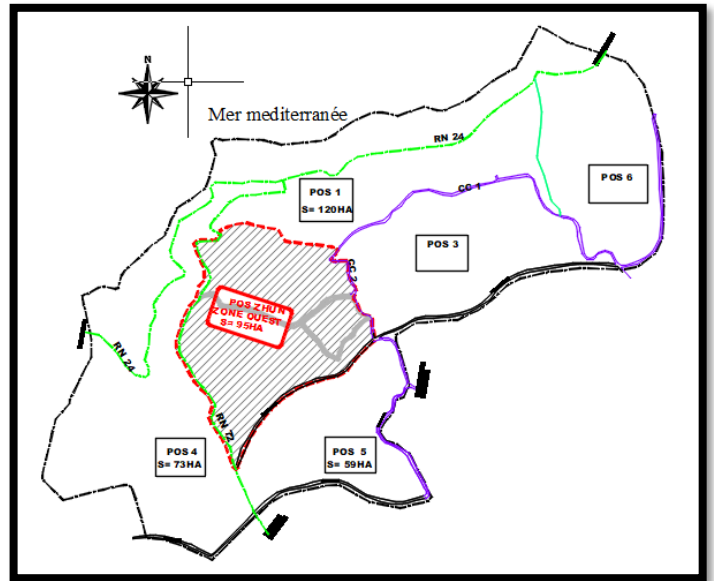 N
Mer mediterranée
RN 24
POS 1
S= 120HA
CC 1
POS 6
POS 3
CC 2
POS ZHUN
ZONE OUEST
S= 95HA
RN 24
RN 72
POS 4
S= 73HA
POS 5
S= 59HA